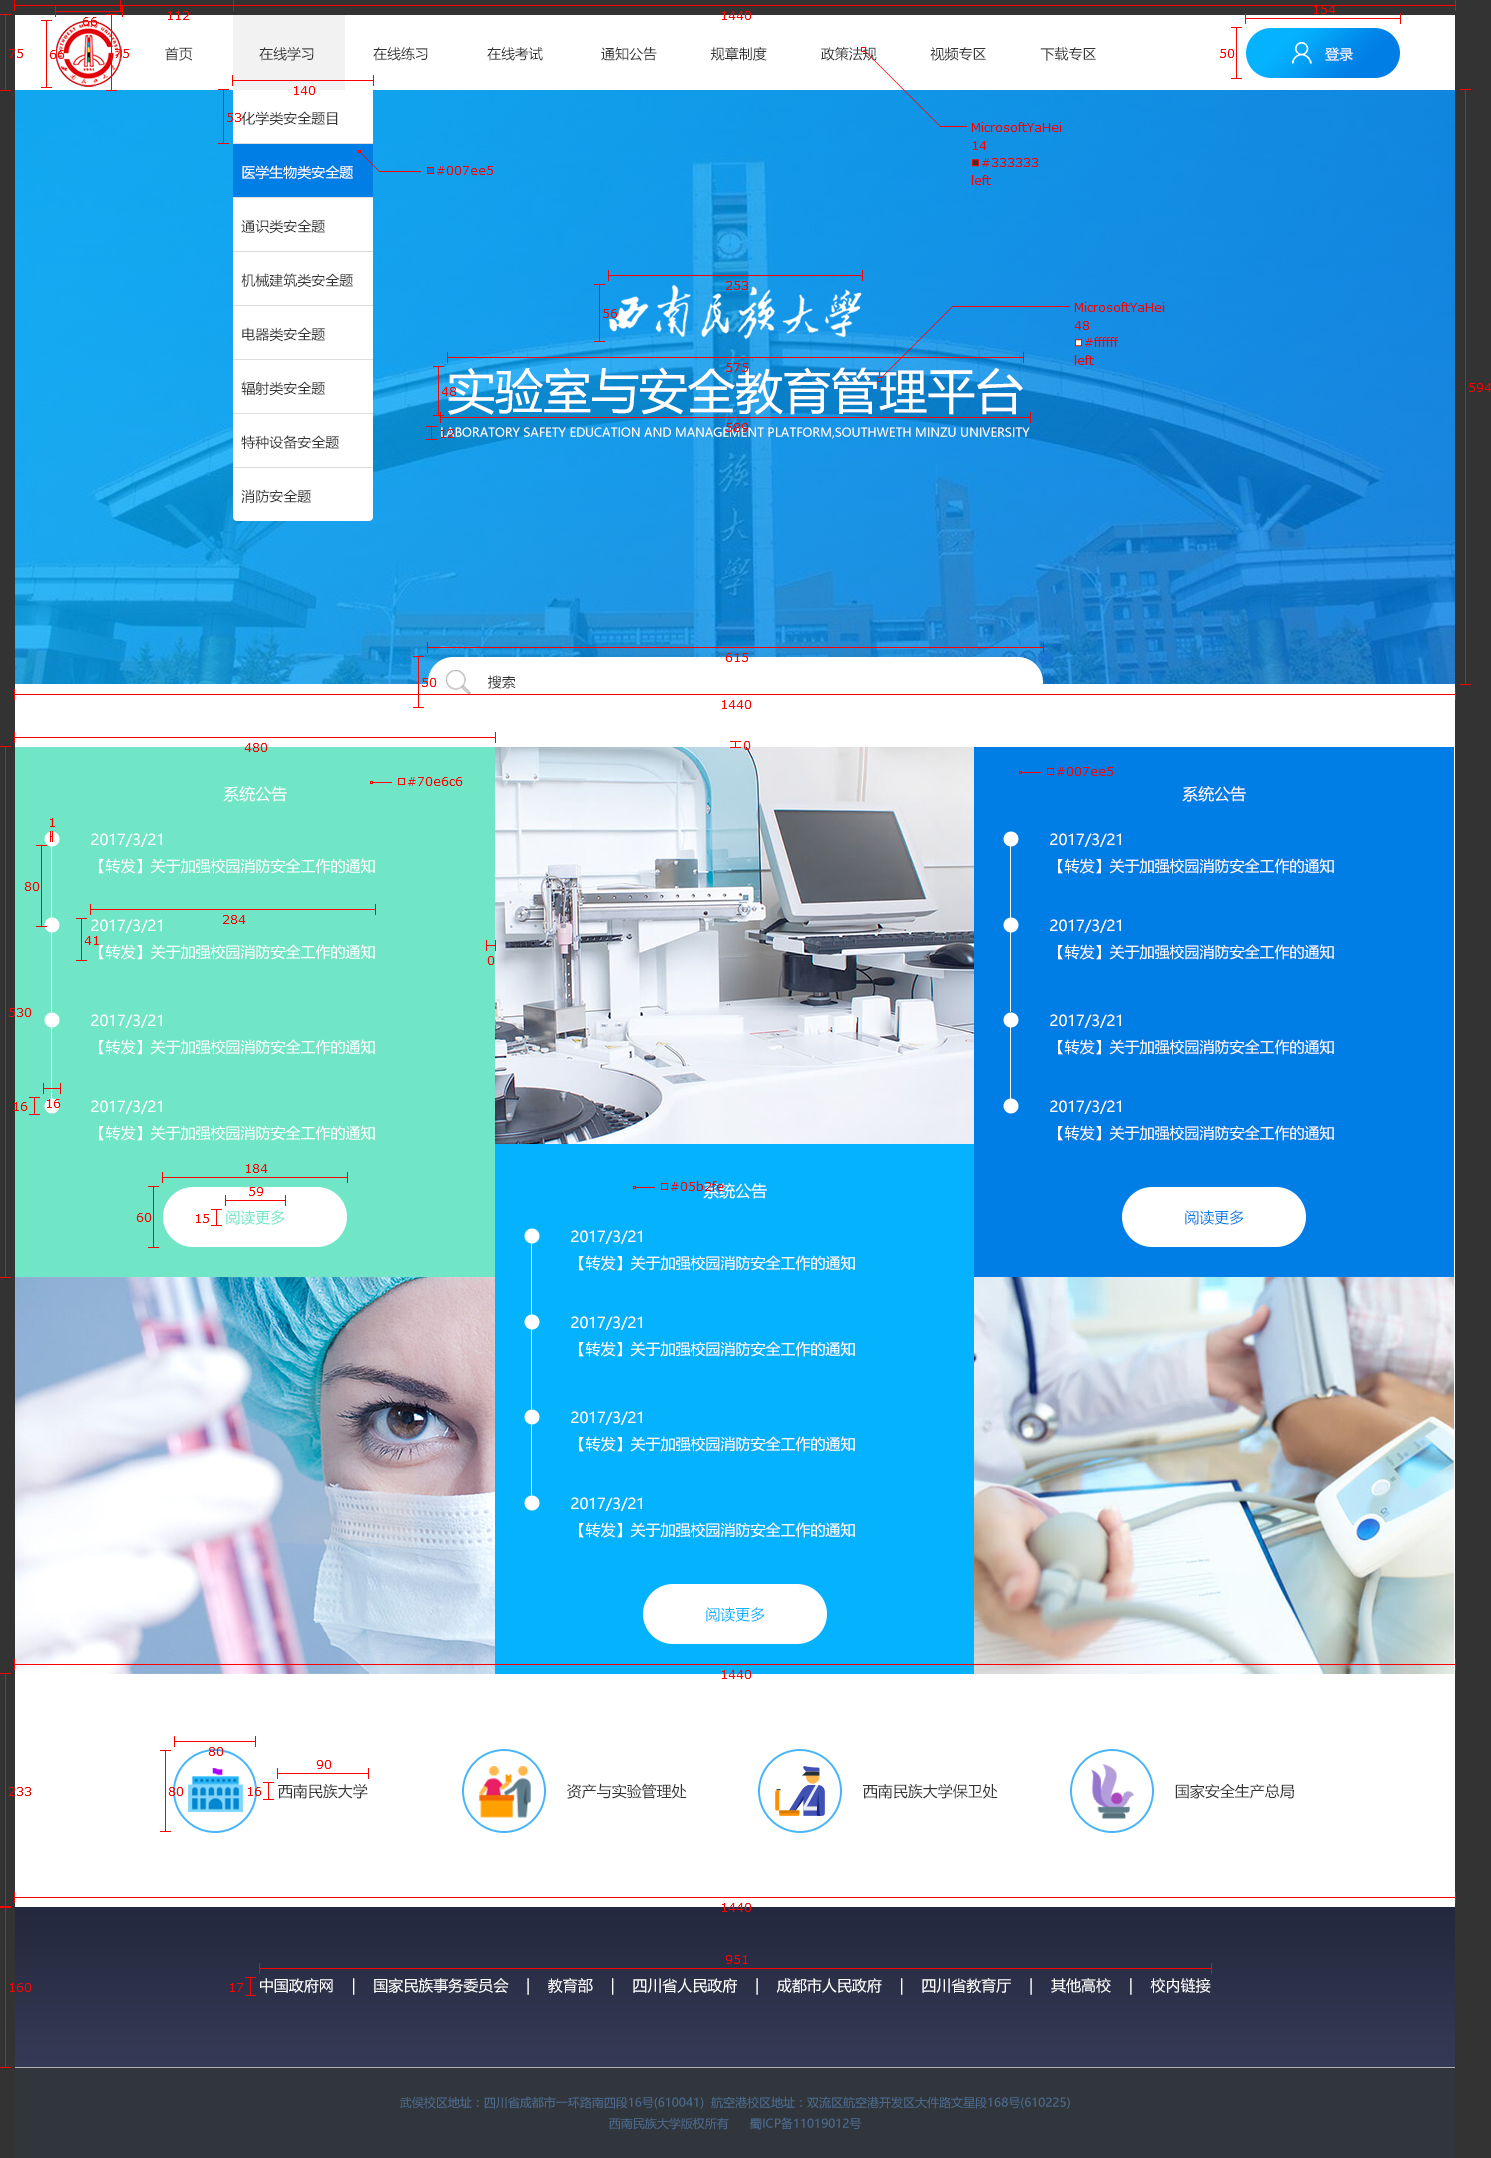 1440
66
112
154
75
66
75
首页
在线学习
在线练习
在线考试
通知公告
规章制度
政策法规
视频专区
下载专区
50
登录
140
53
化学类安全题目
医学生物类安全题
#007ee5
通识类安全题
机械建筑类安全题
电器类安全题
辐射类安全题
特种设备安全题
消防安全题
MicrosoftYaHei
14
#333333
left
253
56
西南民族大學
MicrosoftYaHei
48
#ffffff
left
575
48
实验室与安全教育管理平台
589
LABORATORY SAFETY EDUCATION AND MANAGEMENT PLATFORM,SOUTHWETH MINZU UNIVERSITY
594
族
大
學
615
50
搜索
1440
480
0
系统公告
#70e6c6
1
2017/3/21
【转发】关于加强校园消防安全工作的通知
80
284
2017/3/21
41
【转发】关于加强校园消防安全工作的通知
0
530
2017/3/21
【转发】关于加强校园消防安全工作的通知
16
16
2017/3/21
【转发】关于加强校园消防安全工作的通知
184
59
60
15
阅读更多
#007ee5
系统公告
2017/3/21
【转发】关于加强校园消防安全工作的通知
2017/3/21
【转发】关于加强校园消防安全工作的通知
2017/3/21
【转发】关于加强校园消防安全工作的通知
2017/3/21
【转发】关于加强校园消防安全工作的通知
阅读更多
#05b2fe
系统公告
2017/3/21
【转发】关于加强校园消防安全工作的通知
2017/3/21
【转发】关于加强校园消防安全工作的通知
2017/3/21
【转发】关于加强校园消防安全工作的通知
2017/3/21
【转发】关于加强校园消防安全工作的通知
阅读更多
1440
80
90
233
80
16
西南民族大学
资产与实验管理处
西南民族大学保卫处
国家安全生产总局
1440
951
160
17
中国政府网 | 国家民族事务委员会 | 教育部 | 四川省人民政府 | 成都市人民政府 | 四川省教育厅 | 其他高校 | 校内链接
武侯校区地址：四川省成都市一环路南四段16号(610041) 航空港校区地址：双流区航空港开发区大件路文星段168号(610225)
西南民族大学版权所有 蜀ICP备11019012号